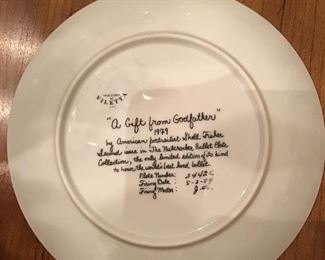 VILETTA
"A Gift from Godfather"
1979
by American portraitist Shell Fisher
Second issue in The Nutcracker Ballet Plate
Collection, the only limited edition of its kind
to honor the world's best loved ballet.
Plate Number:
Firing Date:
Firing Master: